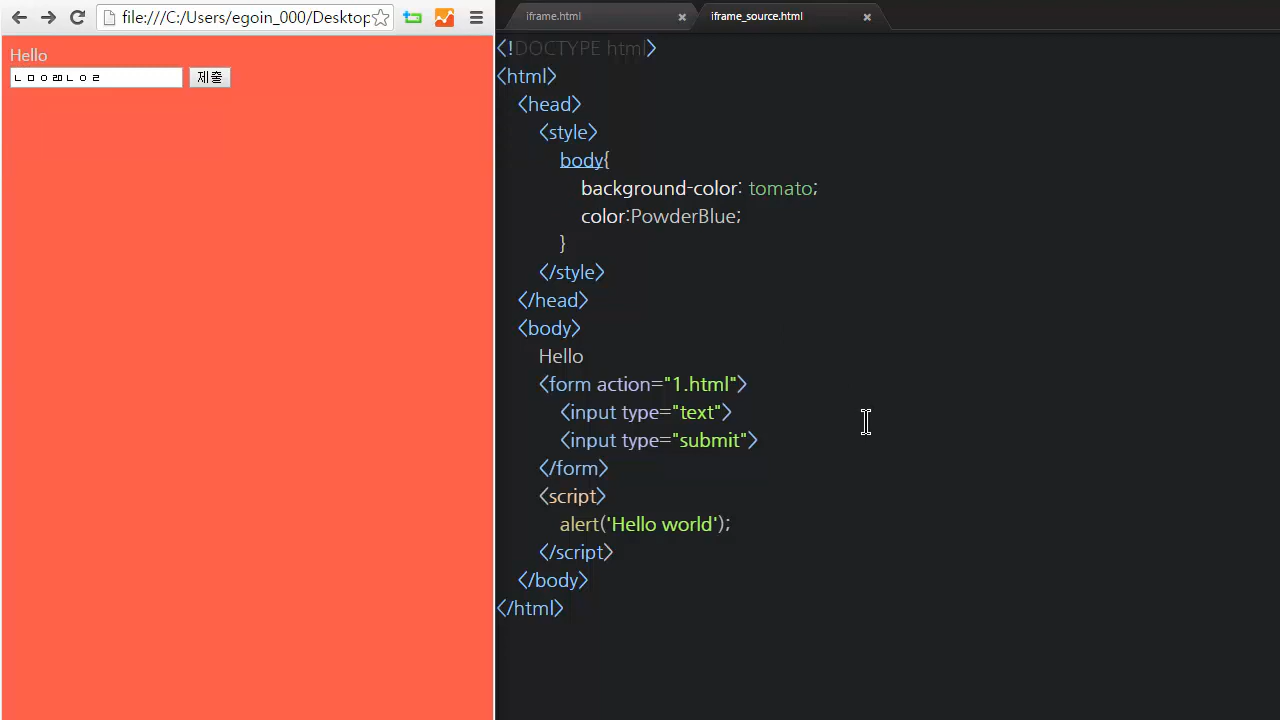 file:///C:/Users/egoin_000/Desktop
Hello
ㄴㅁㅇㄻㄴㅇㄹ 제출
iframe.html
iframe_source.html
<!DOCTYPE html>
<html>
<head>
<style>
body{
background-color: tomato;
color:PowderBlue;
}
</style>
</head>
<body>
Hello
<form action="1.html">
<input type="text">
<input type="submit">
</form>
<script>
alert('Hello world');
</script>
</body>
</html>